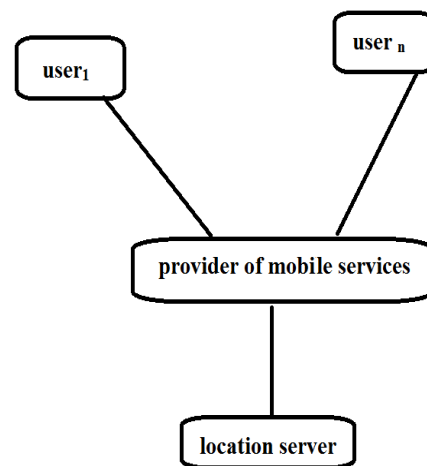 user n
user₁
provider of mobile services
location server